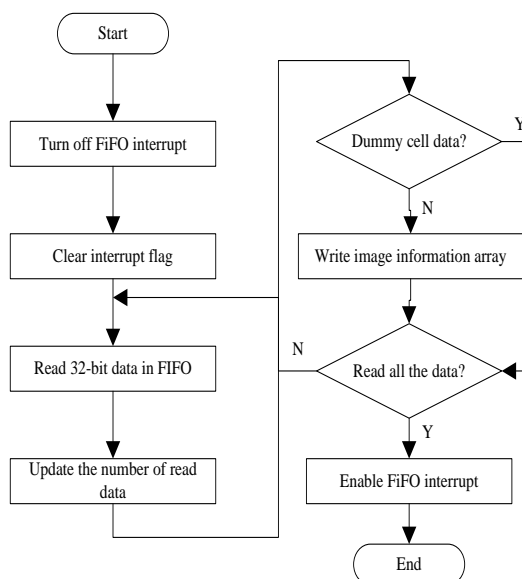 Start
Turn off FiFO interrupt
Clear interrupt flag
Read 32-bit data in FIFO
Update the number of read
data
Dummy cell data?
Y
N
Write image information array
N
Read all the data?
Y
Enable FiFO interrupt
End